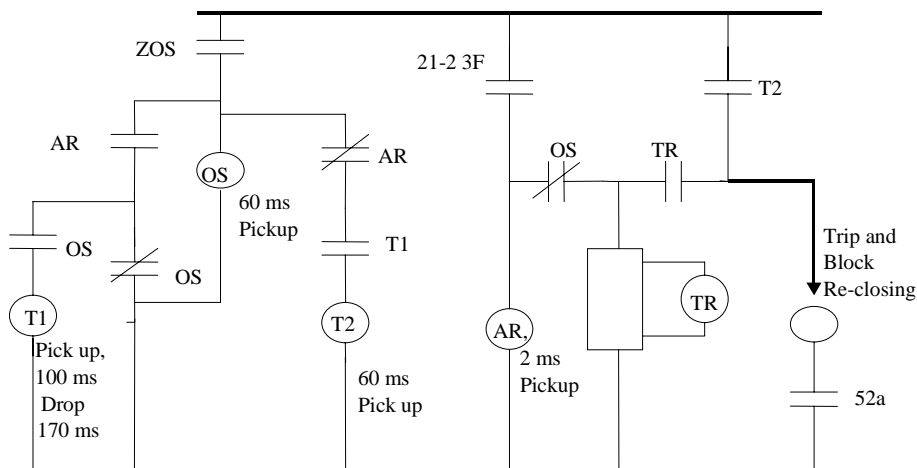 ZOS
21-2 3F
T2
AR
OS
60 ms
Pickup
AR
OS
TR
OS
OS
T1
T1
Pick up,
100 ms
Drop
170 ms
T2
60 ms
Pick up
AR,
2 ms
Pickup
TR
Trip and
Block
Re-closing
52a